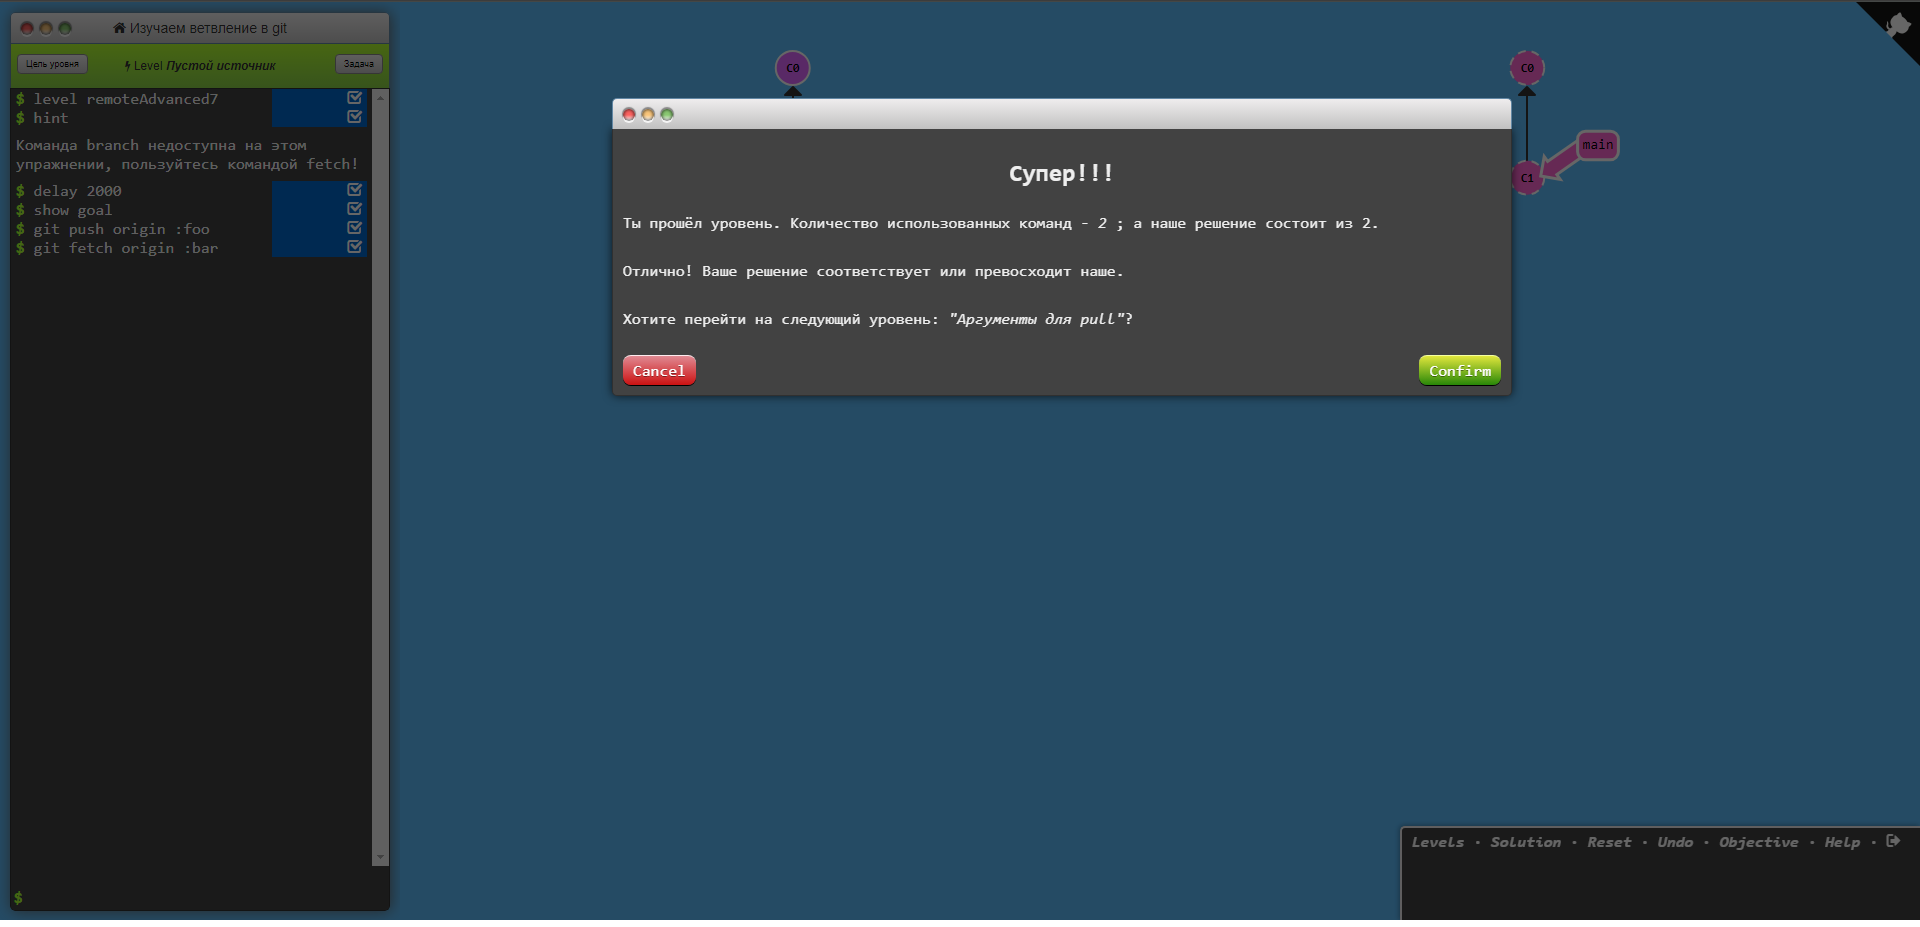 Изучаем ветвление в git
Цель уровня
Level Пустой источник
Задача
$ level remoteAdvanced7
$ hint
Команда branch недоступна на этом
упражнении, пользуйтесь командой fetch!
$ delay 2000
$ show goal
$ git push origin :foo
$ git fetch origin :bar
$
C0
C0
main
C1
Супер!!!
Ты прошёл уровень. Количество использованных команд - 2 ; а наше решение состоит из 2.
Отлично! Ваше решение соответствует или превосходит наше.
Хотите перейти на следующий уровень: "Аргументы для pull"?
Cancel
Confirm
Levels · Solution · Reset · Undo · Objective · Help ·